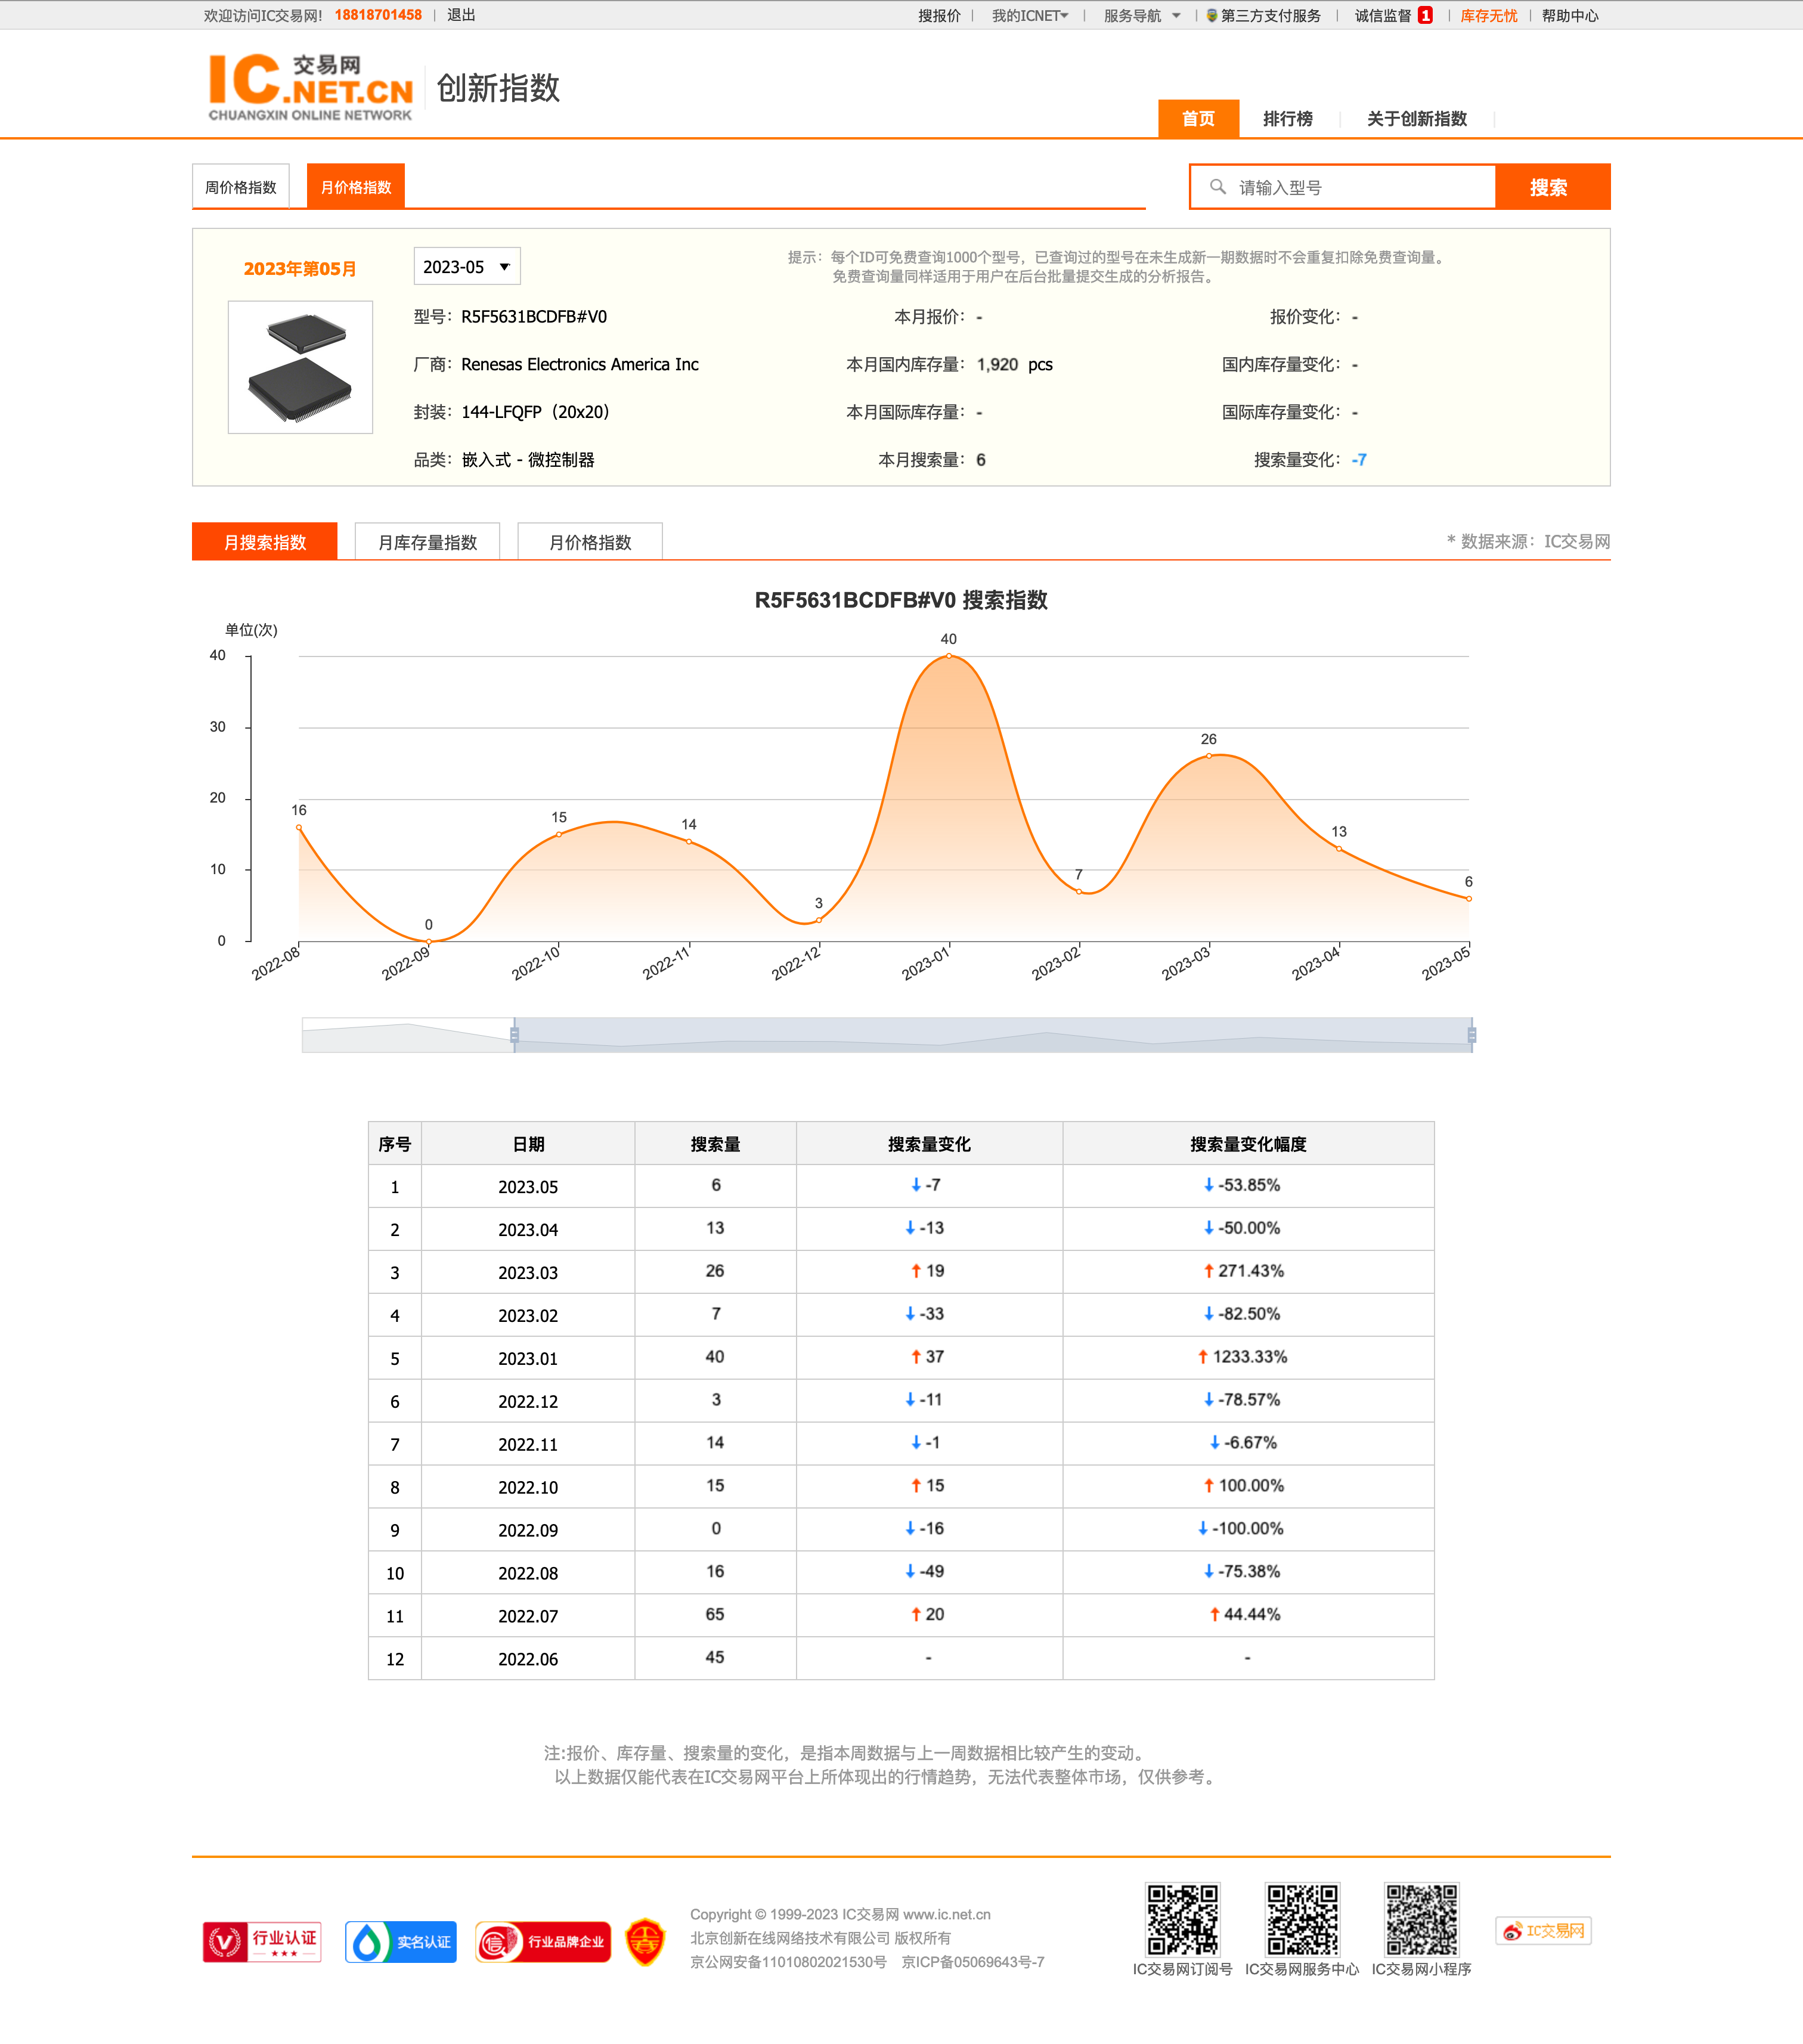 欢迎访问IC交易网! 18818701458 | 退出
搜报价 | 我的ICNET | 服务导航 | 第三方支付服务 | 诚信监督 1 | 库存无忧 | 帮助中心
IC交易网.NET.CN
CHUANGXIN ONLINE NETWORK
创新指数
首页 排行榜 关于创新指数
周价格指数 月价格指数
请输入型号 搜索
2023年第05月 2023-05
提示：每个ID可免费查询1000个型号，已查询过的型号在未生成新一期数据时不会重复扣除免费查询量。
免费查询量同样适用于用户在后台批量提交生成的分析报告。
型号：R5F5631BCDFB#V0 本月报价：- 报价变化：-
厂商：Renesas Electronics America Inc 本月国内库存量：1,920 pcs 国内库存量变化：-
封装：144-LFQFP（20x20） 本月国际库存量：- 国际库存量变化：-
品类：嵌入式 - 微控制器 本月搜索量：6 搜索量变化：-7
月搜索指数 月库存量指数 月价格指数 * 数据来源：IC交易网
R5F5631BCDFB#V0 搜索指数
单位(次)
40
30
20
10
0
16
0
15
14
3
40
7
26
13
6
2022-08 2022-09 2022-10 2022-11 2022-12 2023-01 2023-02 2023-03 2023-04 2023-05
序号 日期 搜索量 搜索量变化 搜索量变化幅度
1 2023.05 6 ↓ -7 ↓ -53.85%
2 2023.04 13 ↓ -13 ↓ -50.00%
3 2023.03 26 ↑ 19 ↑ 271.43%
4 2023.02 7 ↓ -33 ↓ -82.50%
5 2023.01 40 ↑ 37 ↑ 1233.33%
6 2022.12 3 ↓ -11 ↓ -78.57%
7 2022.11 14 ↓ -1 ↓ -6.67%
8 2022.10 15 ↑ 15 ↑ 100.00%
9 2022.09 0 ↓ -16 ↓ -100.00%
10 2022.08 16 ↓ -49 ↓ -75.38%
11 2022.07 65 ↑ 20 ↑ 44.44%
12 2022.06 45 - -
注:报价、库存量、搜索量的变化，是指本周数据与上一周数据相比较产生的变动。
以上数据仅能代表在IC交易网平台上所体现出的行情趋势，无法代表整体市场，仅供参考。
V 行业认证
实名认证
信 行业品牌企业
Copyright © 1999-2023 IC交易网 www.ic.net.cn
北京创新在线网络技术有限公司 版权所有
京公网安备11010802021530号 京ICP备05069643号-7
IC交易网订阅号 IC交易网服务中心 IC交易网小程序
IC交易网